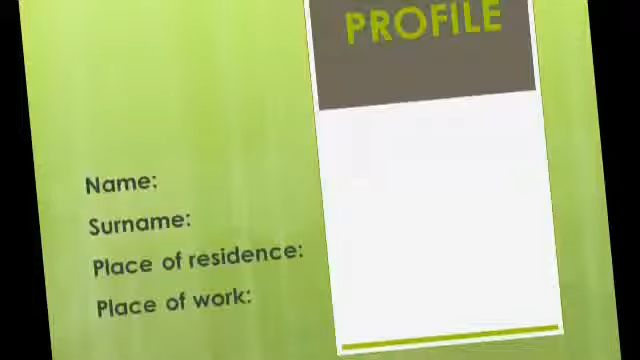 PROFILE
Name:
Surname:
Place of residence:
Place of work: